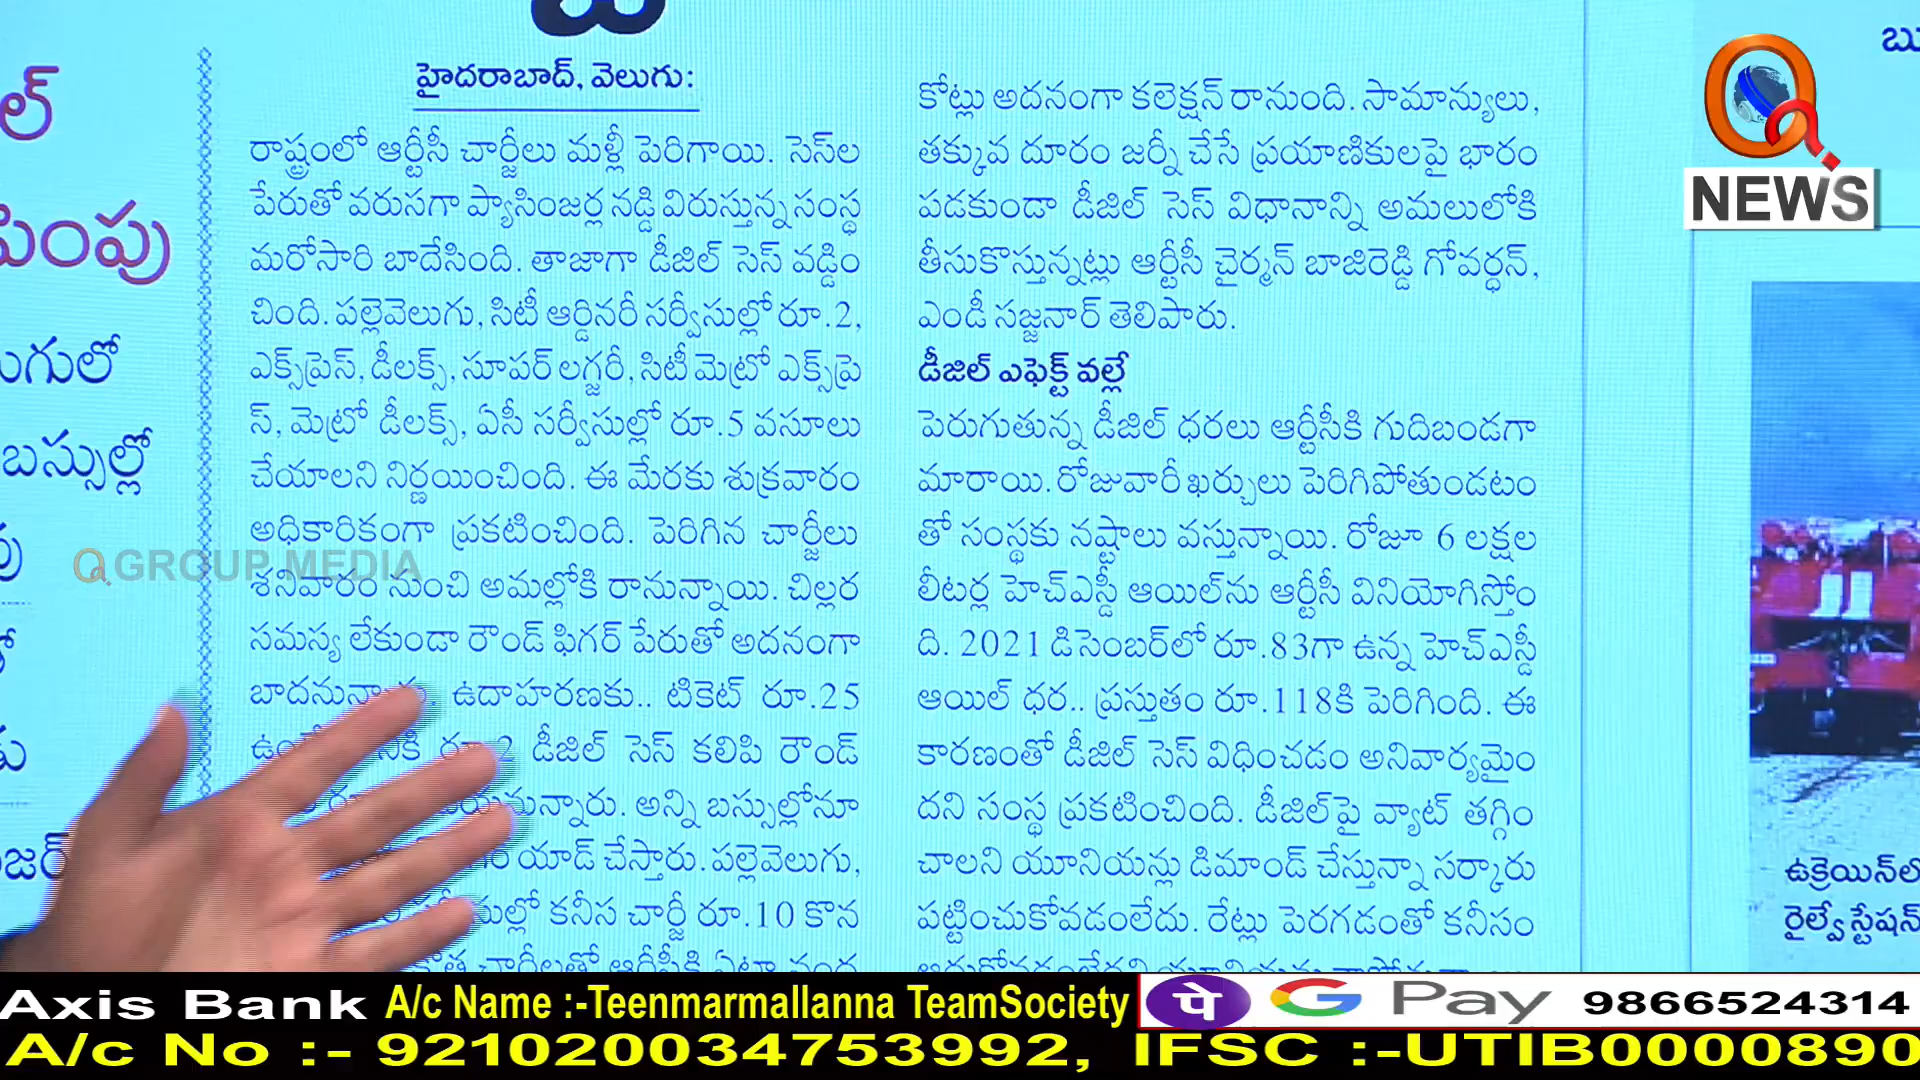 హైదరాబాద్, వెలుగు:
రాష్ట్రంలో ఆర్టీసీ చార్జీలు మళ్లీ పెరిగాయి. సెస్‌ల
పేరుతో వరుసగా ప్యాసింజర్ల నడ్డి విరుస్తున్న సంస్థ
మరోసారి బాదేసింది. తాజాగా డీజిల్ సెస్ వడ్డిం
చింది. పల్లెవెలుగు, సిటీ ఆర్డినరీ సర్వీసుల్లో రూ.2,
ఎక్స్‌ప్రెస్, డీలక్స్, సూపర్ లగ్జరీ, సిటీ మెట్రో ఎక్స్‌ప్రె
స్, మెట్రో డీలక్స్, ఏసీ సర్వీసుల్లో రూ.5 వసూలు
చేయాలని నిర్ణయించింది. ఈ మేరకు శుక్రవారం
అధికారికంగా ప్రకటించింది. పెరిగిన చార్జీలు
శనివారం నుంచి అమల్లోకి రానున్నాయి. చిల్లర
సమస్య లేకుండా రౌండ్ ఫిగర్ పేరుతో అదనంగా
ఉదాహరణకు.. టికెట్ రూ.25
డీజిల్ సెస్ కలిపి రౌండ్
అన్ని బస్సుల్లోనూ
యాడ్ చేస్తారు. పల్లెవెలుగు,
కనీస చార్జీ రూ.10 కొన
కోట్లు అదనంగా కలెక్షన్ రానుంది. సామాన్యులు,
తక్కువ దూరం జర్నీ చేసే ప్రయాణికులపై భారం
పడకుండా డీజిల్ సెస్ విధానాన్ని అమలులోకి
తీసుకొస్తున్నట్లు ఆర్టీసీ చైర్మన్ బాజిరెడ్డి గోవర్ధన్,
ఎండీ సజ్జనార్ తెలిపారు.
డీజిల్ ఎఫెక్ట్ వల్లే
పెరుగుతున్న డీజిల్ ధరలు ఆర్టీసీకి గుదిబండగా
మారాయి. రోజువారీ ఖర్చులు పెరిగిపోతుండటం
తో సంస్థకు నష్టాలు వస్తున్నాయి. రోజూ 6 లక్షల
లీటర్ల హెచ్ఎస్డీ ఆయిల్‌ను ఆర్టీసీ వినియోగిస్తోం
ది. 2021 డిసెంబర్‌లో రూ.83గా ఉన్న హెచ్ఎస్డీ
ఆయిల్ ధర.. ప్రస్తుతం రూ.118కి పెరిగింది. ఈ
కారణంతో డీజిల్ సెస్ విధించడం అనివార్యమైం
దని సంస్థ ప్రకటించింది. డీజిల్‌పై వ్యాట్ తగ్గిం
చాలని యూనియన్లు డిమాండ్ చేస్తున్నా సర్కారు
పట్టించుకోవడంలేదు. రేట్లు పెరగడంతో కనీసం
బస్సుల్లో
ఉక్రెయిన్‌లో
రైల్వే స్టేషన్
Q
NEWS
Q GROUP MEDIA
Axis Bank A/c Name :-Teenmarmallanna TeamSociety
पे G Pay 9866524314
A/c No :- 921020034753992, IFSC :-UTIB0000890